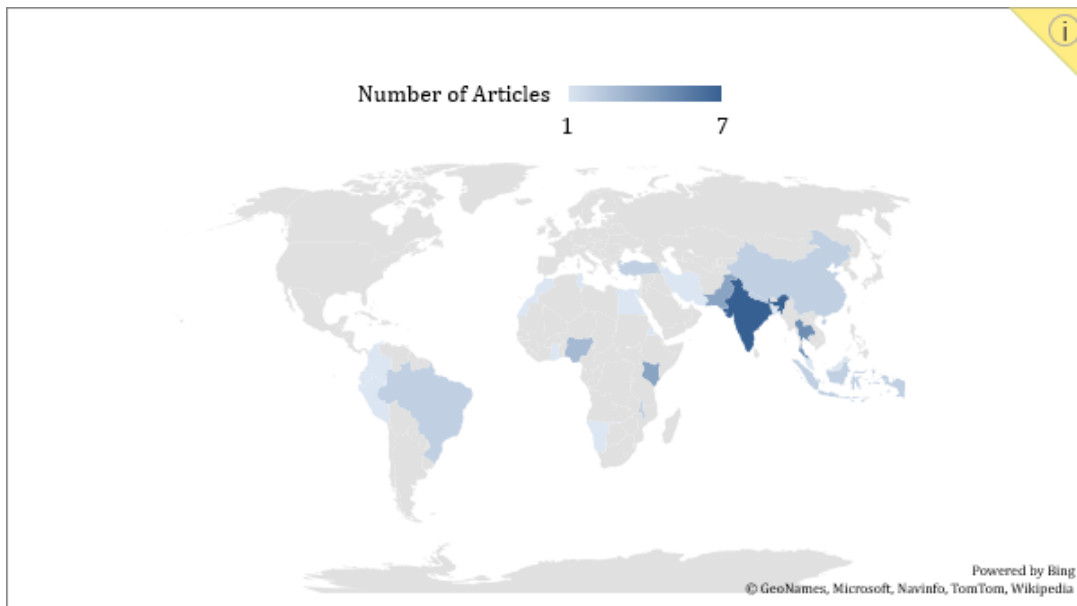 i
Number of Articles
1 7
Powered by Bing
© GeoNames, Microsoft, Navinfo, TomTom, Wikipedia